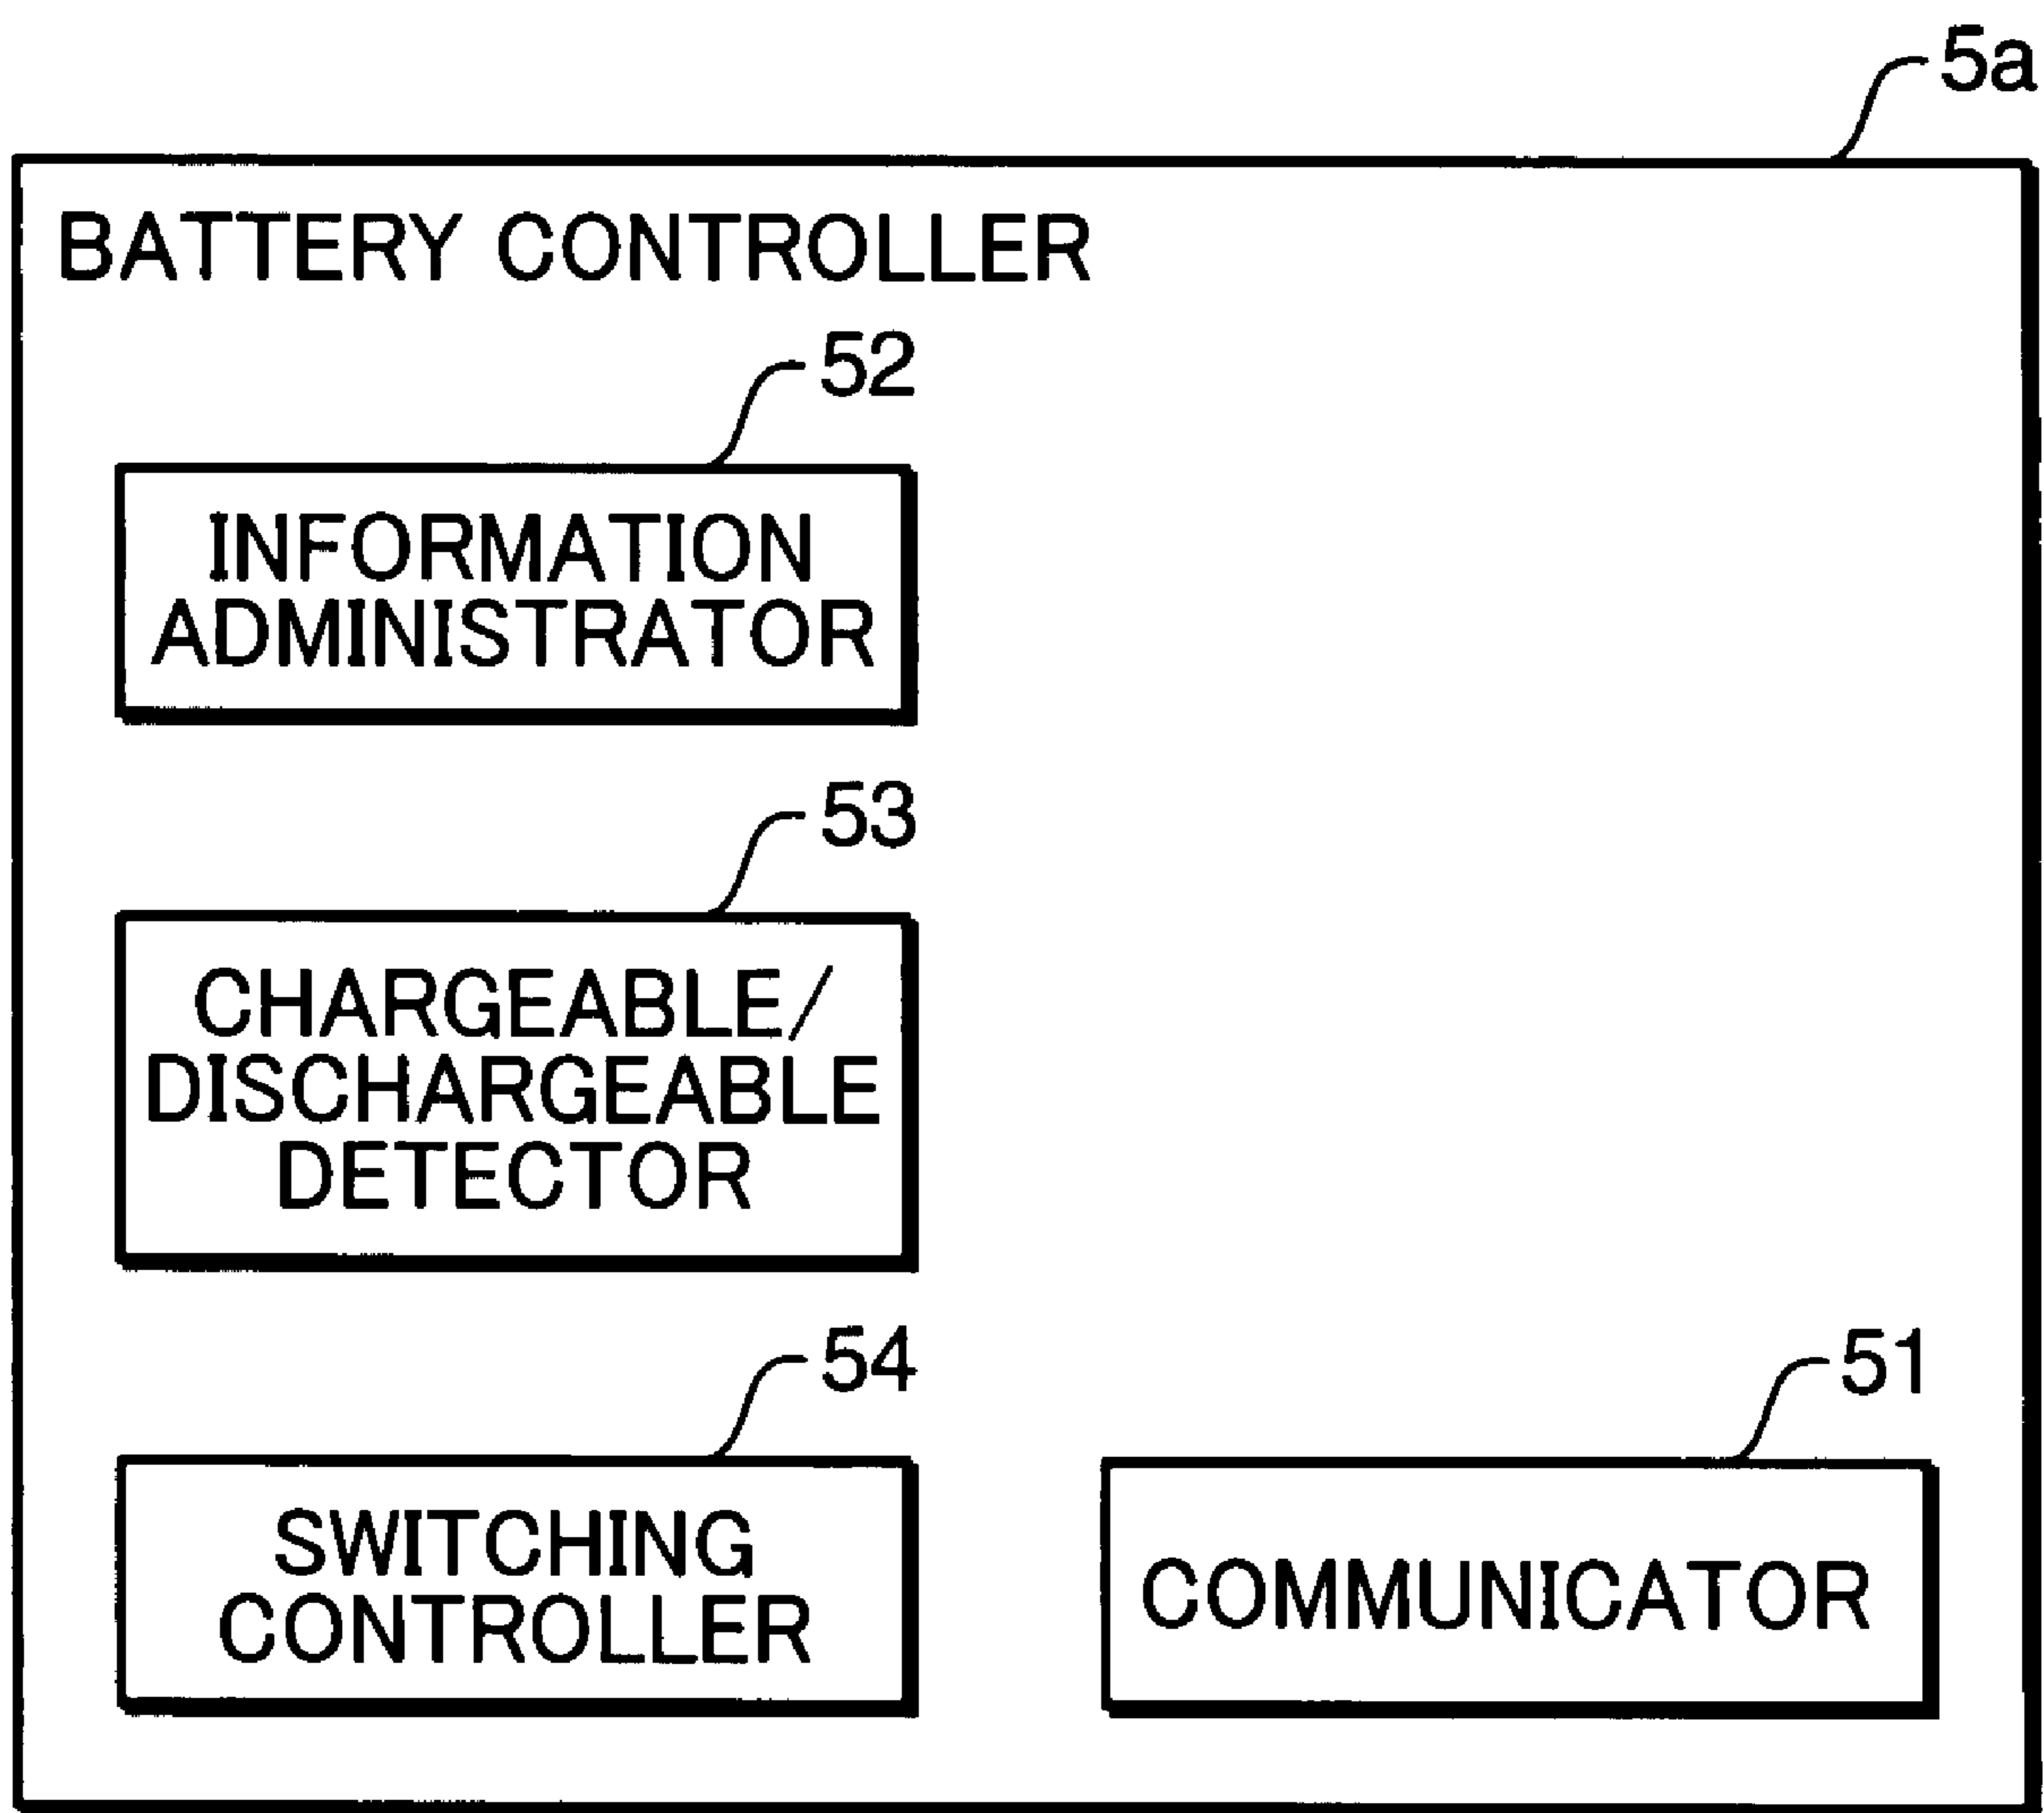 5a
BATTERY CONTROLLER
52
INFORMATION
ADMINISTRATOR
53
CHARGEABLE/
DISCHARGEABLE
DETECTOR
54
SWITCHING
CONTROLLER
51
COMMUNICATOR